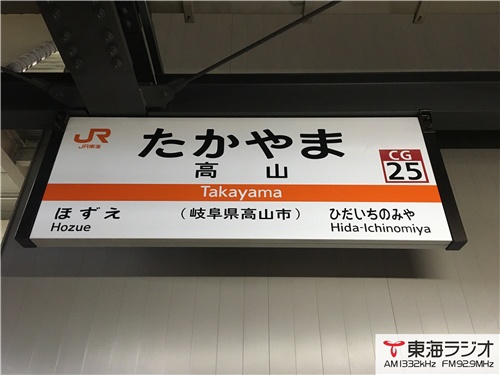 JR
JR東海
たかやま
高山
CG
25
Takayama
ほずえ
Hozue
(岐阜県高山市)
ひだいちのみや
Hida-Ichinomiya
東海ラジオ
AM1332kHz FM92.9MHz